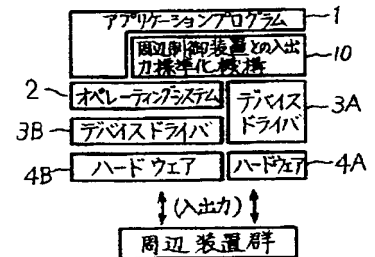 アプリケーションプログラム
1
周辺制御装置との入出
力標準化機構
10
2
オペレーティングシステム
デバイス
ドライバ
3A
3B
デバイスドライバ
4B
ハードウェア
ハードウェア
4A
(入出力)
周辺装置群